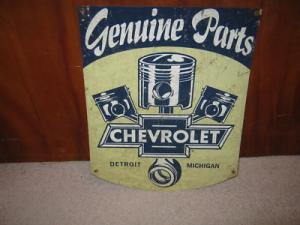 Genuine Parts
CHEVROLET
DETROIT MICHIGAN